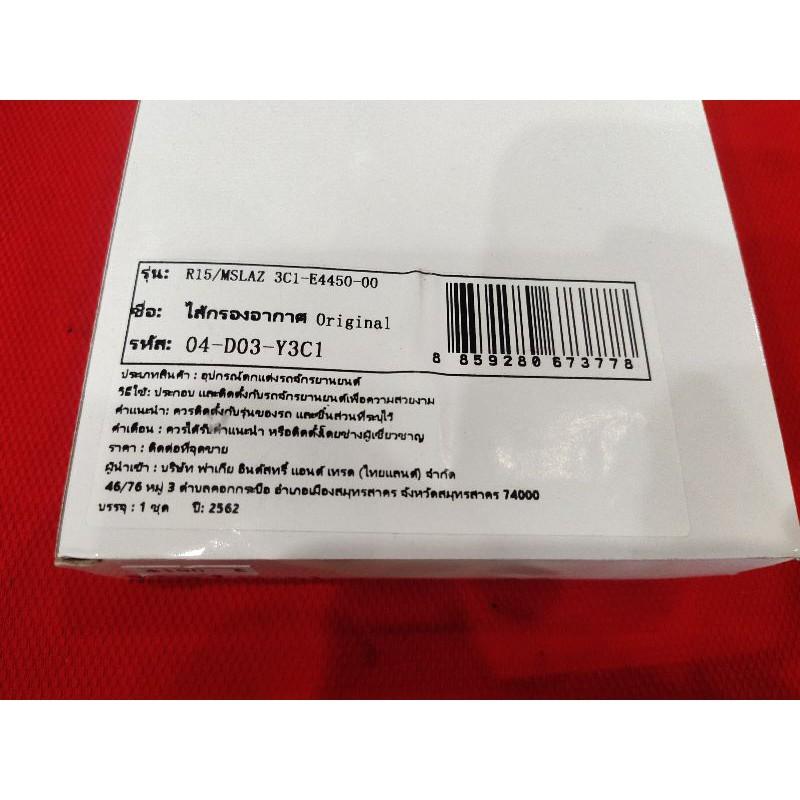 รุ่น: R15/MSLAZ 3C1-E4450-00
ชื่อ: ไส้กรองอากาศ Original
รหัส: 04-D03-Y3C1
8 859280 673778
ประเภทสินค้า : อุปกรณ์ตกแต่งรถจักรยานยนต์
วิธีใช้: ประกอบ และติดตั้งกับรถจักรยานยนต์เพื่อความสวยงาม
คำแนะนำ: ควรติดตั้งกับรุ่นของรถ และชิ้นส่วนที่ระบุไว้
คำเตือน : ควรได้รับคำแนะนำ หรือติดตั้งโดยช่างผู้เชี่ยวชาญ
ราคา : ติดต่อที่จุดขาย
ผู้นำเข้า : บริษัท ฟาเกีย อินดัสทรี่ แอนด์ เทรด (ไทยแลนด์) จำกัด
46/76 หมู่ 3 ตำบลคอกกระบือ อำเภอเมืองสมุทรสาคร จังหวัดสมุทรสาคร 74000
บรรจุ : 1 ชุด ปี: 2562